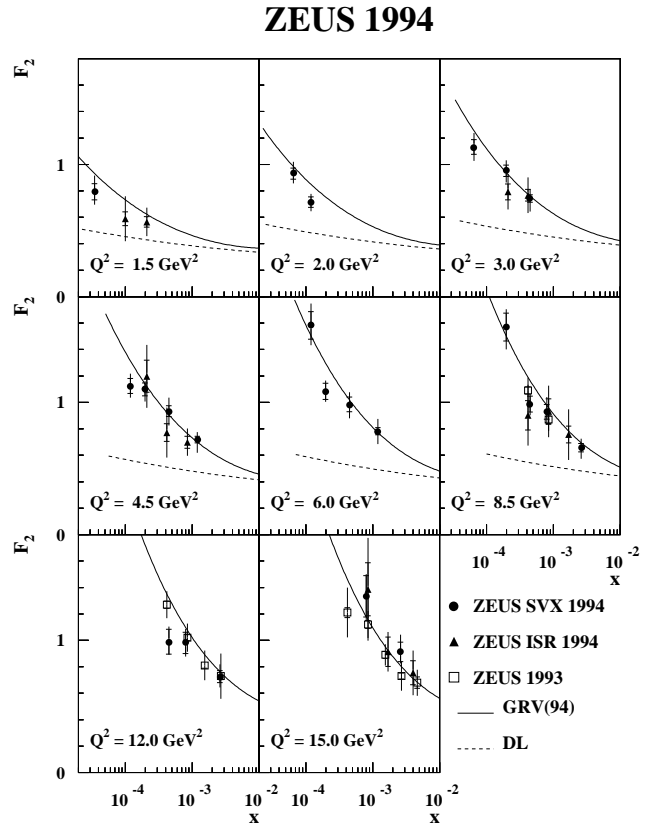 ZEUS 1994
F₂
1
Q² = 1.5 GeV²
Q² = 2.0 GeV²
Q² = 3.0 GeV²
0
F₂
1
Q² = 4.5 GeV²
Q² = 6.0 GeV²
Q² = 8.5 GeV²
0
10⁻⁴ 10⁻³ 10⁻²
x
F₂
1
Q² = 12.0 GeV²
Q² = 15.0 GeV²
0
10⁻⁴ 10⁻³ 10⁻² 10⁻⁴ 10⁻³ 10⁻²
x x
ZEUS SVX 1994
ZEUS ISR 1994
ZEUS 1993
GRV(94)
DL